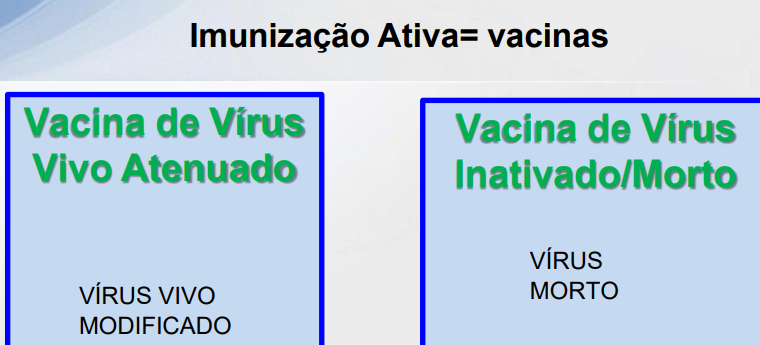 Imunização Ativa= vacinas
Vacina de Vírus
Vivo Atenuado
VÍRUS VIVO
MODIFICADO
Vacina de Vírus
Inativado/Morto
VÍRUS
MORTO